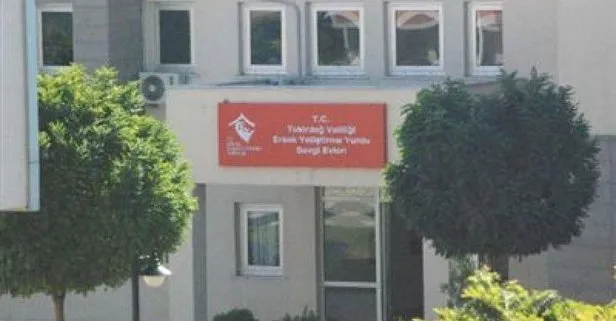 T.C.
Tekirdağ Valiliği
Erkek Yetiştirme Yurdu
Sevgi Evleri